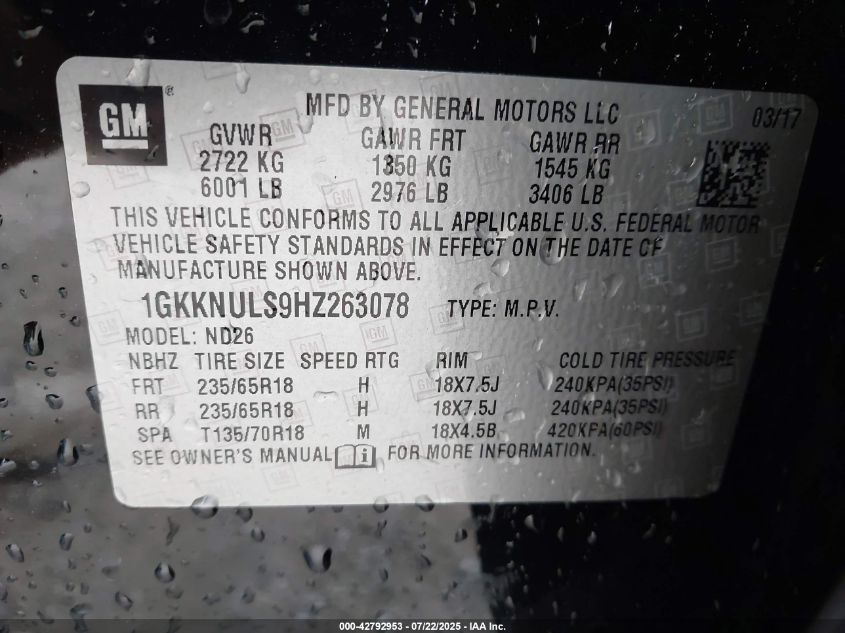 GM ® MFD BY GENERAL MOTORS LLC 03/17
GVWR GAWR FRT GAWR RR
2722 KG 1350 KG 1545 KG
6001 LB 2976 LB 3406 LB
THIS VEHICLE CONFORMS TO ALL APPLICABLE U.S. FEDERAL MOTOR
VEHICLE SAFETY STANDARDS IN EFFECT ON THE DATE OF
MANUFACTURE SHOWN ABOVE.
1GKKNULS9HZ263078 TYPE: M.P.V.
MODEL: ND26
NBHZ TIRE SIZE SPEED RTG RIM COLD TIRE PRESSURE
FRT 235/65R18 H 18X7.5J 240KPA(35PSI)
RR 235/65R18 H 18X7.5J 240KPA(35PSI)
SPA T135/70R18 M 18X4.5B 420KPA(60PSI)
SEE OWNER'S MANUAL i FOR MORE INFORMATION.
000-42792953 - 07/22/2025 - IAA Inc.